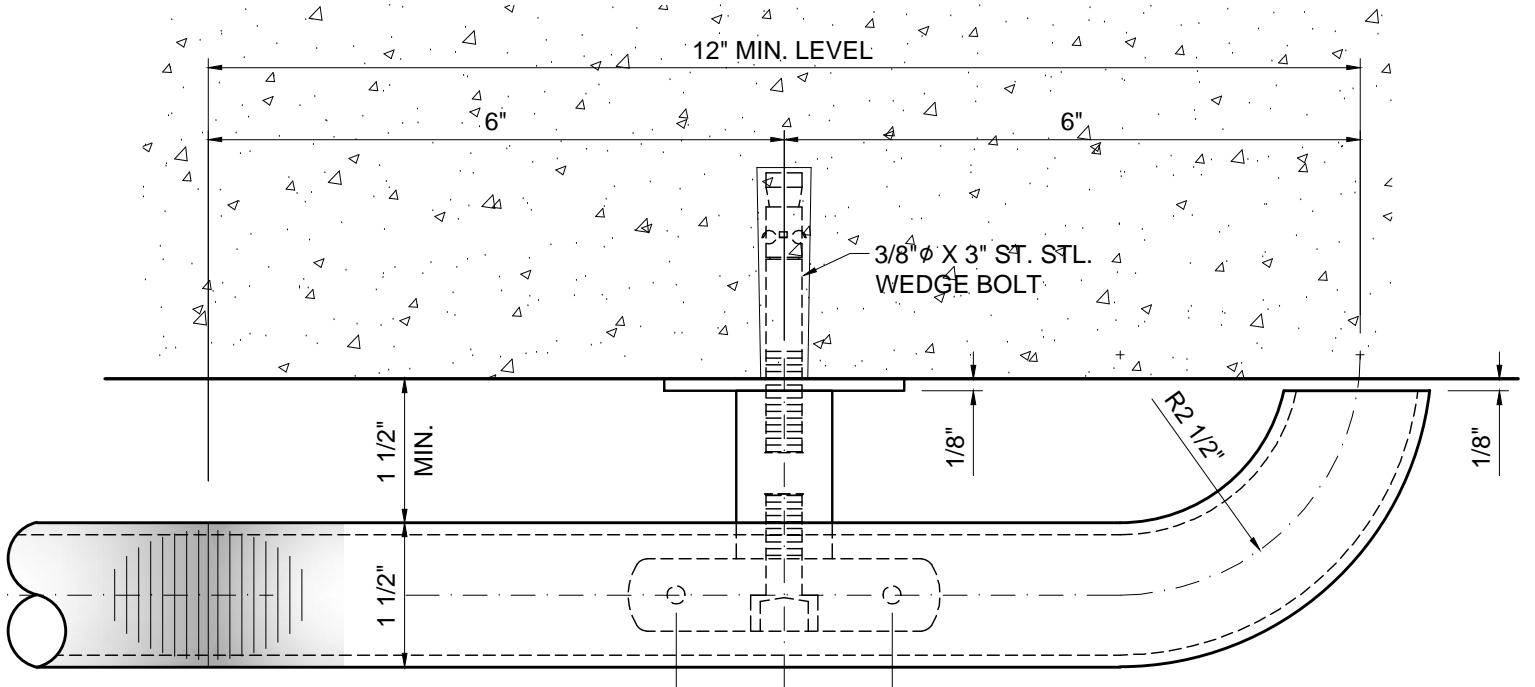 12" MIN. LEVEL
6"
6"
3/8"ϕ X 3" ST. STL.
WEDGE BOLT
1 1/2"
MIN.
1/8"
R2 1/2"
1/8"
1 1/2"